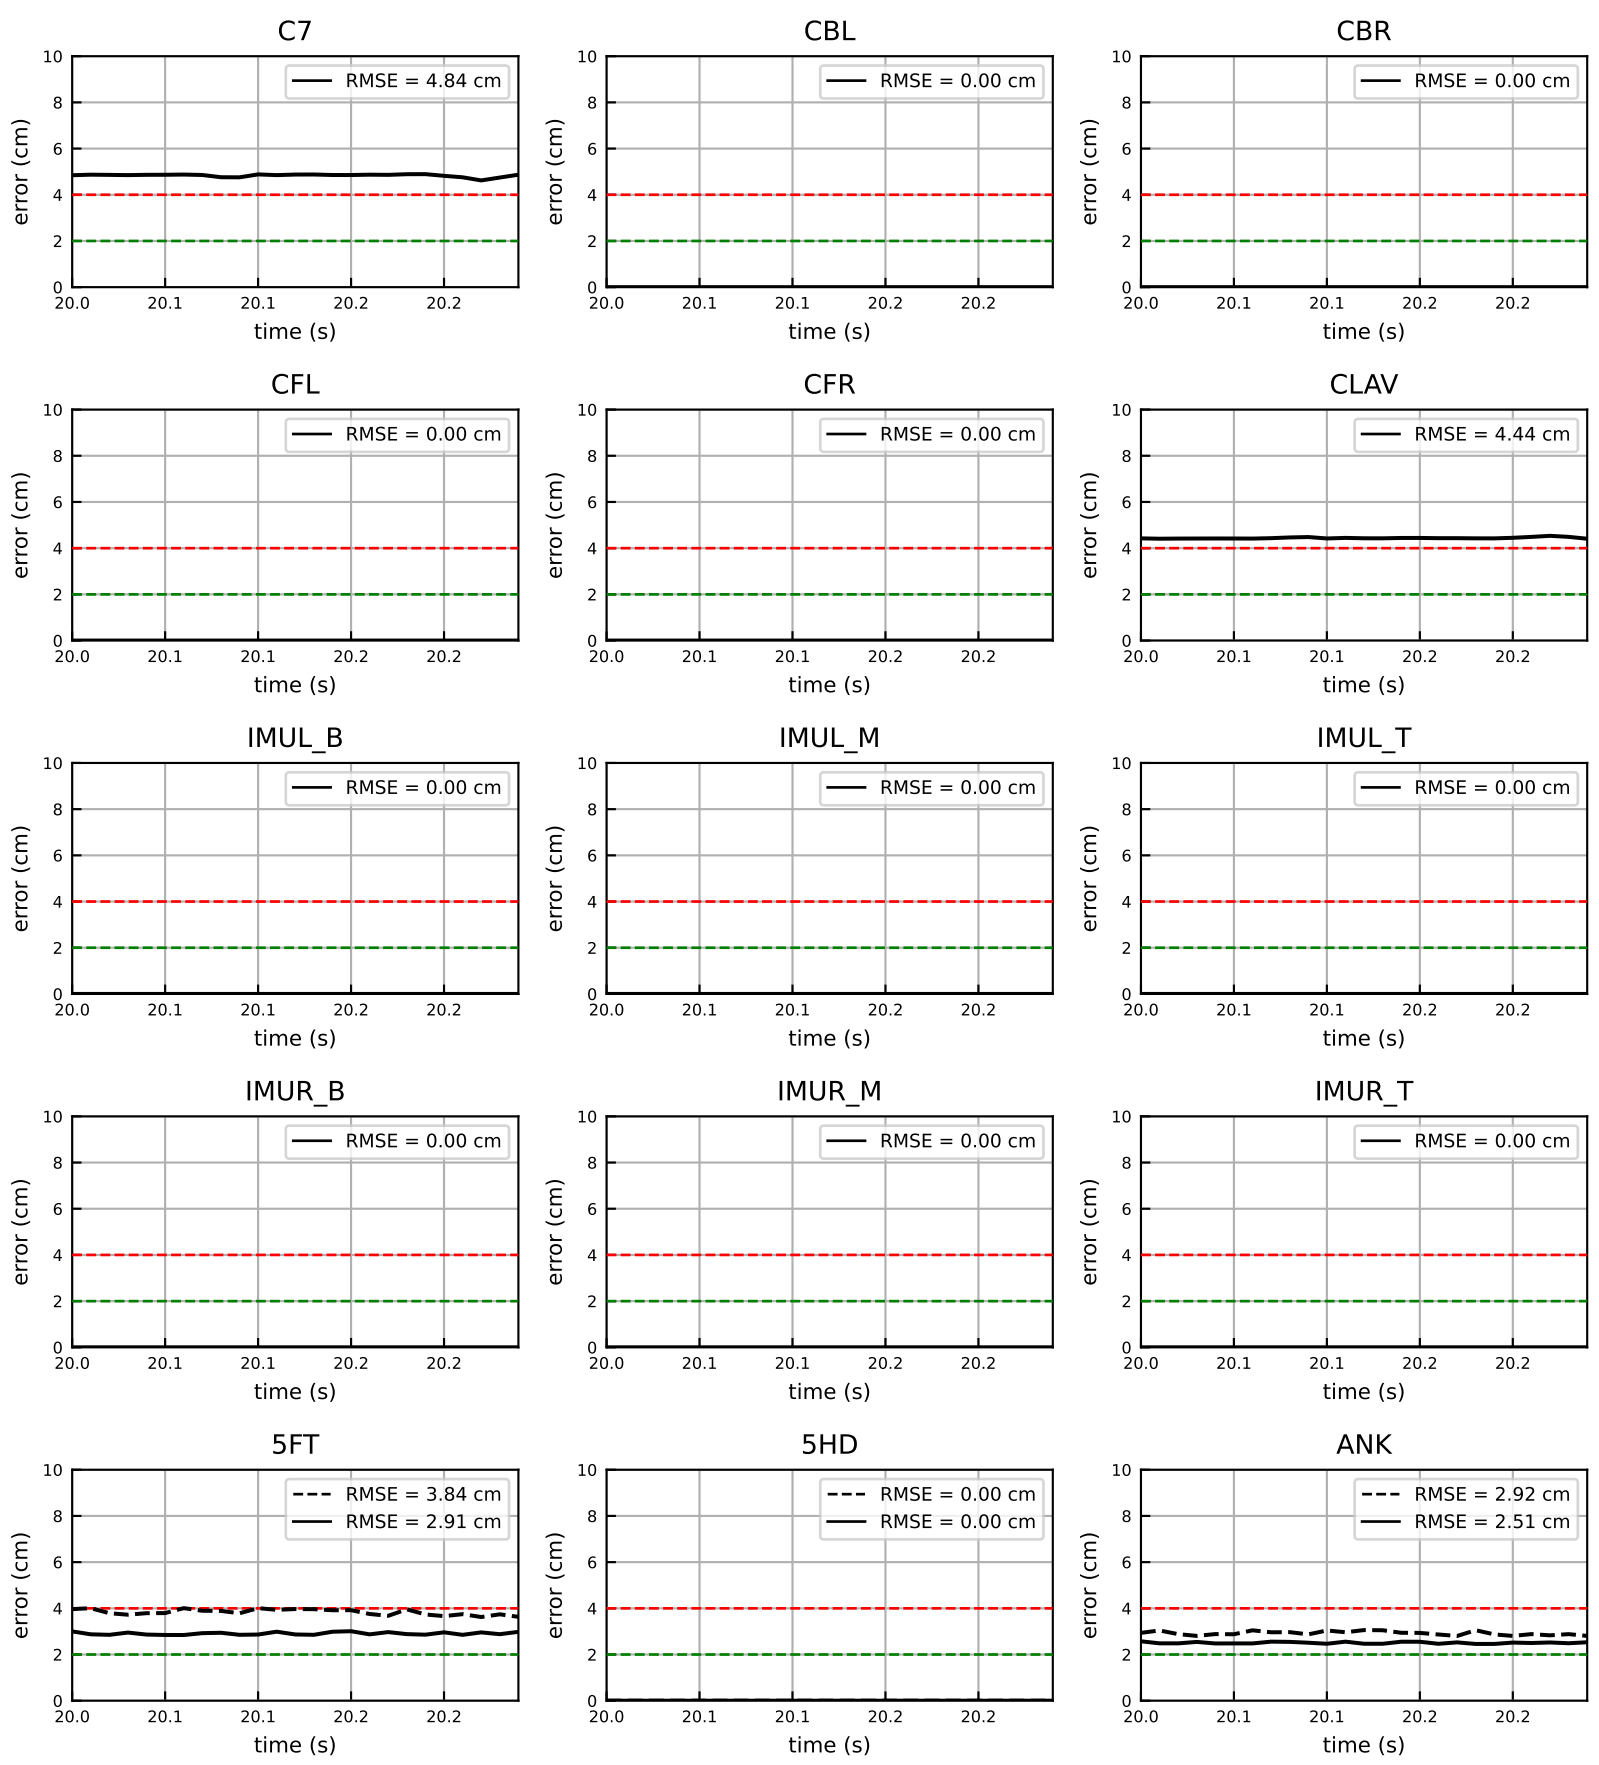 C7
RMSE = 4.84 cm
error (cm)
10
8
6
4
2
0
20.0 20.1 20.1 20.2 20.2
time (s)
CBL
RMSE = 0.00 cm
error (cm)
10
8
6
4
2
0
20.0 20.1 20.1 20.2 20.2
time (s)
CBR
RMSE = 0.00 cm
error (cm)
10
8
6
4
2
0
20.0 20.1 20.1 20.2 20.2
time (s)
CFL
RMSE = 0.00 cm
error (cm)
10
8
6
4
2
0
20.0 20.1 20.1 20.2 20.2
time (s)
CFR
RMSE = 0.00 cm
error (cm)
10
8
6
4
2
0
20.0 20.1 20.1 20.2 20.2
time (s)
CLAV
RMSE = 4.44 cm
error (cm)
10
8
6
4
2
0
20.0 20.1 20.1 20.2 20.2
time (s)
IMUL_B
RMSE = 0.00 cm
error (cm)
10
8
6
4
2
0
20.0 20.1 20.1 20.2 20.2
time (s)
IMUL_M
RMSE = 0.00 cm
error (cm)
10
8
6
4
2
0
20.0 20.1 20.1 20.2 20.2
time (s)
IMUL_T
RMSE = 0.00 cm
error (cm)
10
8
6
4
2
0
20.0 20.1 20.1 20.2 20.2
time (s)
IMUR_B
RMSE = 0.00 cm
error (cm)
10
8
6
4
2
0
20.0 20.1 20.1 20.2 20.2
time (s)
IMUR_M
RMSE = 0.00 cm
error (cm)
10
8
6
4
2
0
20.0 20.1 20.1 20.2 20.2
time (s)
IMUR_T
RMSE = 0.00 cm
error (cm)
10
8
6
4
2
0
20.0 20.1 20.1 20.2 20.2
time (s)
5FT
RMSE = 3.84 cm
RMSE = 2.91 cm
error (cm)
10
8
6
4
2
0
20.0 20.1 20.1 20.2 20.2
time (s)
5HD
RMSE = 0.00 cm
RMSE = 0.00 cm
error (cm)
10
8
6
4
2
0
20.0 20.1 20.1 20.2 20.2
time (s)
ANK
RMSE = 2.92 cm
RMSE = 2.51 cm
error (cm)
10
8
6
4
2
0
20.0 20.1 20.1 20.2 20.2
time (s)